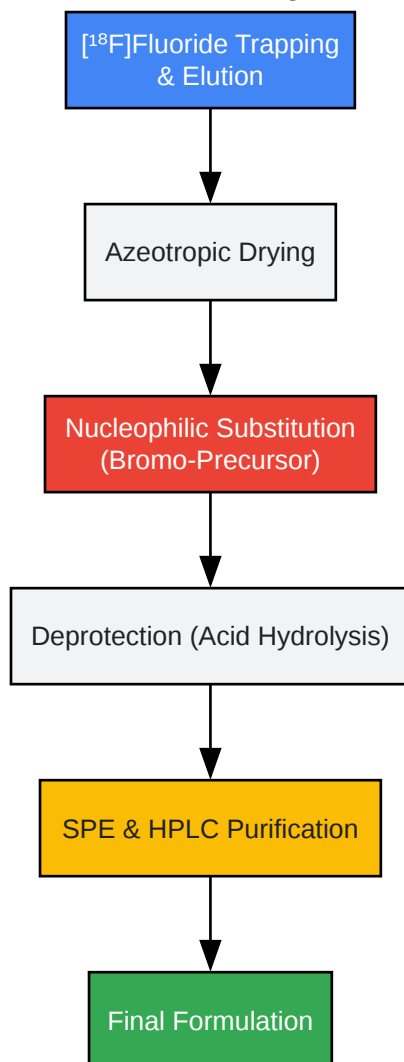 [¹⁸F]Fluoride Trapping
& Elution
Azeotropic Drying
Nucleophilic Substitution
(Bromo-Precursor)
Deprotection (Acid Hydrolysis)
SPE & HPLC Purification
Final Formulation